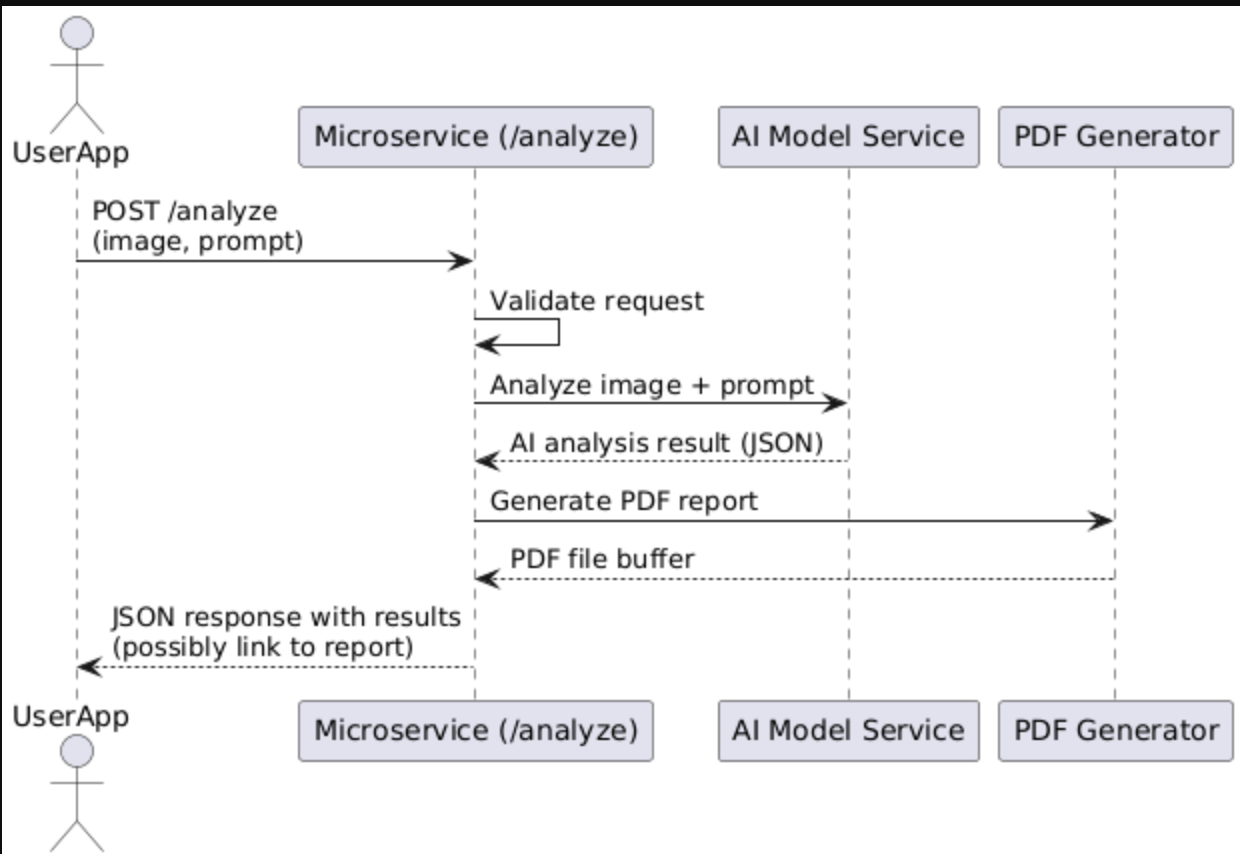 UserApp
Microservice (/analyze)
AI Model Service
PDF Generator
POST /analyze
(image, prompt)
Validate request
Analyze image + prompt
AI analysis result (JSON)
Generate PDF report
PDF file buffer
JSON response with results
(possibly link to report)
UserApp
Microservice (/analyze)
AI Model Service
PDF Generator